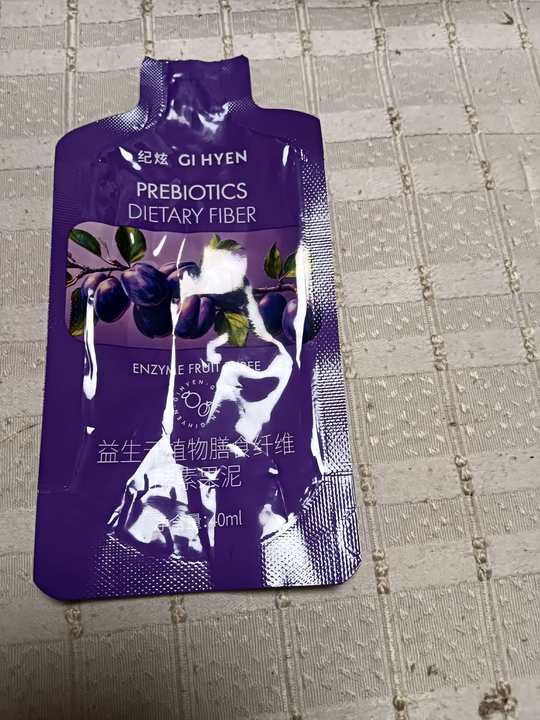 纪炫 GI HYEN
PREBIOTICS
DIETARY FIBER
ENZYME FRUIT
GIHYEN
益生 植物膳食纤维
素果泥
40ml